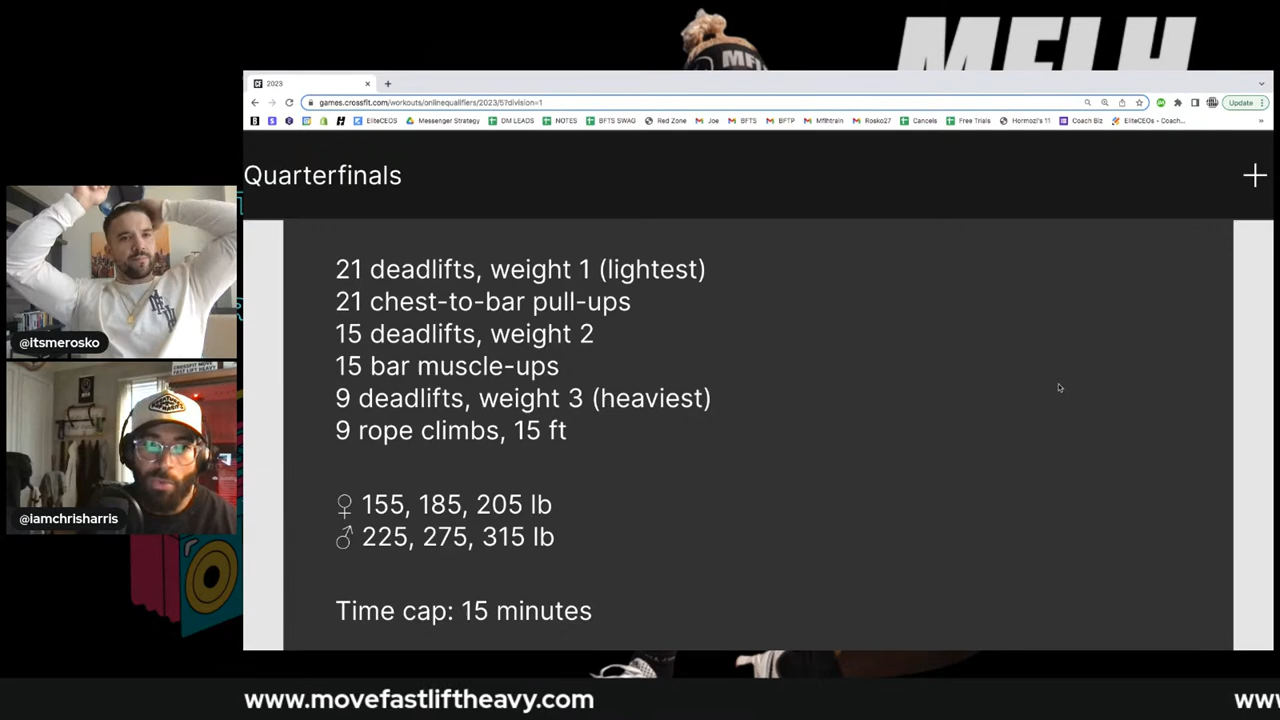 MFLH
MFLH
2023
games.crossfit.com/workouts/onlinequalifiers/2023/5?division=1
Update
EliteCEOs
Messenger Strategy
DM LEADS
NOTES
BFTS SWAG
Red Zone
Joe
BFTS
BFTP
Mflhtrain
Rosko27
Cancels
Free Trials
Hormozi's 11
Coach Biz
EliteCEOs - Coach...
Quarterfinals
21 deadlifts, weight 1 (lightest)
21 chest-to-bar pull-ups
15 deadlifts, weight 2
15 bar muscle-ups
9 deadlifts, weight 3 (heaviest)
9 rope climbs, 15 ft
♀ 155, 185, 205 lb
♂ 225, 275, 315 lb
Time cap: 15 minutes
@itsmerosko
@iamchrisharris
www.movefastliftheavy.com
ww